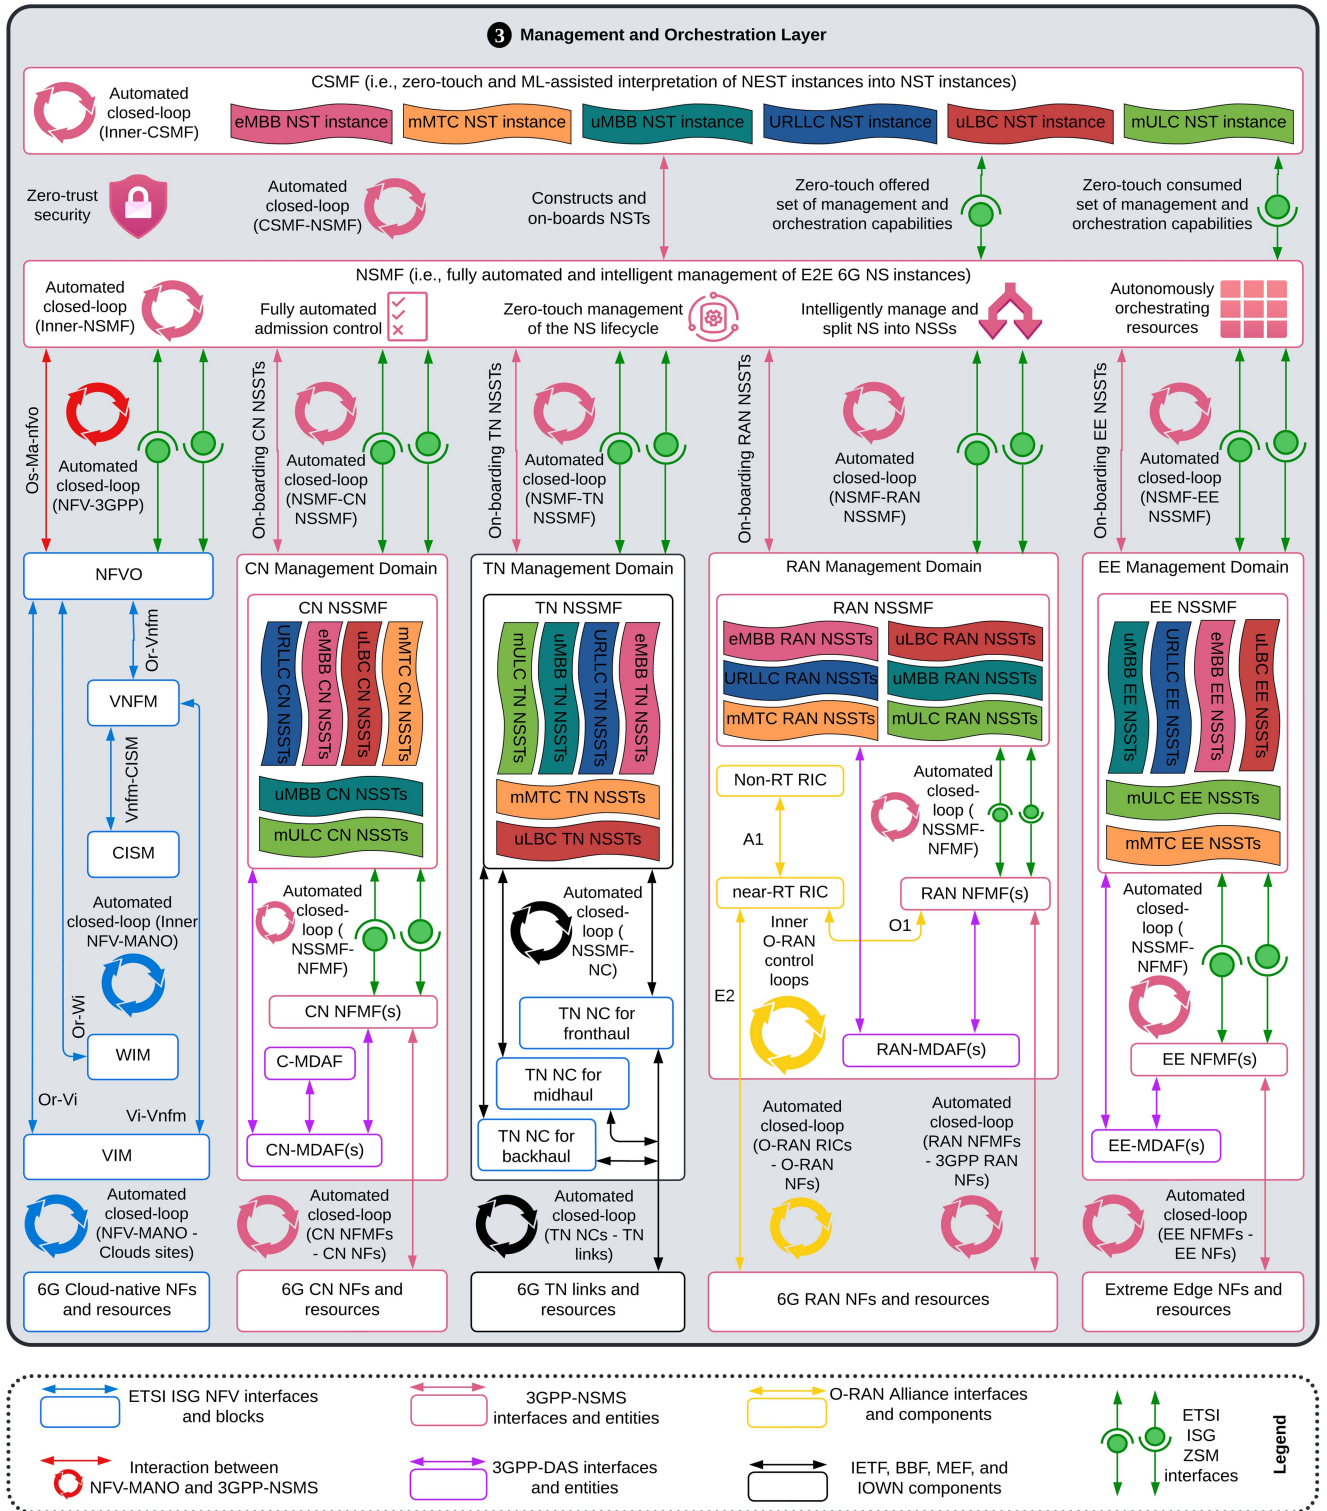 3 Management and Orchestration Layer
CSMF (i.e., zero-touch and ML-assisted interpretation of NEST instances into NST instances)
Automated
closed-loop
(Inner-CSMF)
eMBB NST instance
mMTC NST instance
uMBB NST instance
URLLC NST instance
uLBC NST instance
mULC NST instance
Zero-trust
security
Automated
closed-loop
(CSMF-NSMF)
Constructs and
on-boards NSTs
Zero-touch offered
set of management and
orchestration capabilities
Zero-touch consumed
set of management and
orchestration capabilities
NSMF (i.e., fully automated and intelligent management of E2E 6G NS instances)
Automated
closed-loop
(Inner-NSMF)
Fully automated
admission control
Zero-touch management
of the NS lifecycle
Intelligently manage and
split NS into NSSs
Autonomously
orchestrating
resources
Os-Ma-nfvo
Automated
closed-loop
(NFV-3GPP)
On-boarding CN NSSTs
Automated
closed-loop
(NSMF-CN
NSSMF)
On-boarding TN NSSTs
Automated
closed-loop
(NSMF-TN
NSSMF)
On-boarding RAN NSSTs
Automated
closed-loop
(NSMF-RAN
NSSMF)
On-boarding EE NSSTs
Automated
closed-loop
(NSMF-EE
NSSMF)
NFVO
Or-Vnfm
VNFM
Vnfm-CISM
CISM
Automated
closed-loop (Inner
NFV-MANO)
Or-Wi
WIM
Or-Vi
Vi-Vnfm
VIM
Automated
closed-loop
(NFV-MANO -
Clouds sites)
6G Cloud-native NFs
and resources
CN Management Domain
CN NSSMF
URLLC CN NSSTs
eMBB CN NSSTs
uLBC CN NSSTs
mMTC CN NSSTs
uMBB CN NSSTs
mULC CN NSSTs
Automated
closed-
loop (
NSSMF-
NFMF)
CN NFMF(s)
C-MDAF
CN-MDAF(s)
Automated
closed-loop
(CN NFMFs
- CN NFs)
6G CN NFs and
resources
TN Management Domain
TN NSSMF
mULC TN NSSTs
uMBB TN NSSTs
URLLC TN NSSTs
eMBB TN NSSTs
mMTC TN NSSTs
uLBC TN NSSTs
Automated
closed-
loop (
NSSMF-
NC)
TN NC for
fronthaul
TN NC for
midhaul
TN NC for
backhaul
Automated
closed-loop
(TN NCs - TN
links)
6G TN links and
resources
RAN Management Domain
RAN NSSMF
eMBB RAN NSSTs
uLBC RAN NSSTs
URLLC RAN NSSTs
uMBB RAN NSSTs
mMTC RAN NSSTs
mULC RAN NSSTs
Non-RT RIC
A1
near-RT RIC
Automated
closed-
loop (
NSSMF-
NFMF)
RAN NFMF(s)
O1
Inner
O-RAN
control
loops
E2
RAN-MDAF(s)
Automated
closed-loop
(O-RAN RICs
- O-RAN
NFs)
Automated
closed-loop
(RAN NFMFs
- 3GPP RAN
NFs)
6G RAN NFs and resources
EE Management Domain
EE NSSMF
uMBB EE NSSTs
URLLC EE NSSTs
eMBB EE NSSTs
uLBC EE NSSTs
mULC EE NSSTs
mMTC EE NSSTs
Automated
closed-
loop (
NSSMF-
NFMF)
EE NFMF(s)
EE-MDAF(s)
Automated
closed-loop
(EE NFMFs -
EE NFs)
Extreme Edge NFs and
resources
ETSI ISG NFV interfaces
and blocks
3GPP-NSMS
interfaces and entities
O-RAN Alliance interfaces
and components
Interaction between
NFV-MANO and 3GPP-NSMS
3GPP-DAS interfaces
and entities
IETF, BBF, MEF, and
IOWN components
ETSI
ISG
ZSM
interfaces
Legend